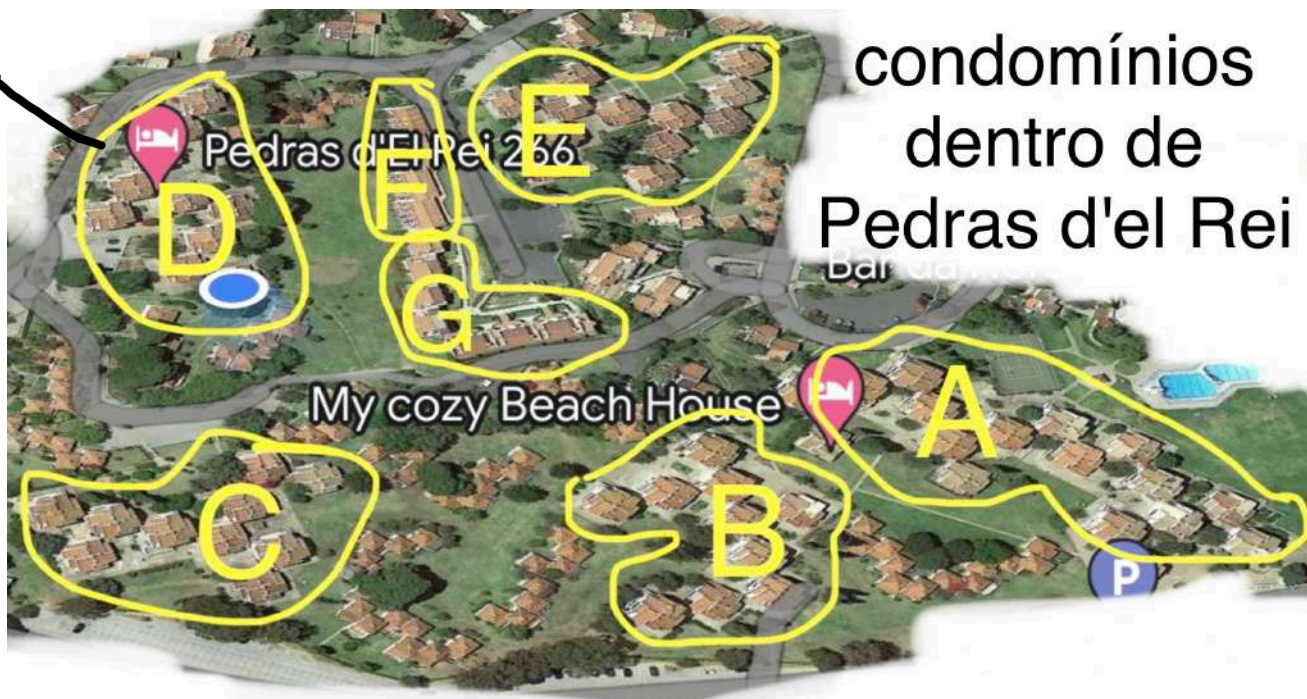 condomínios
dentro de
Pedras d'el Rei
E
Pedras d'El Rei 266
F
D
G
My cozy Beach House
A
C
B
P